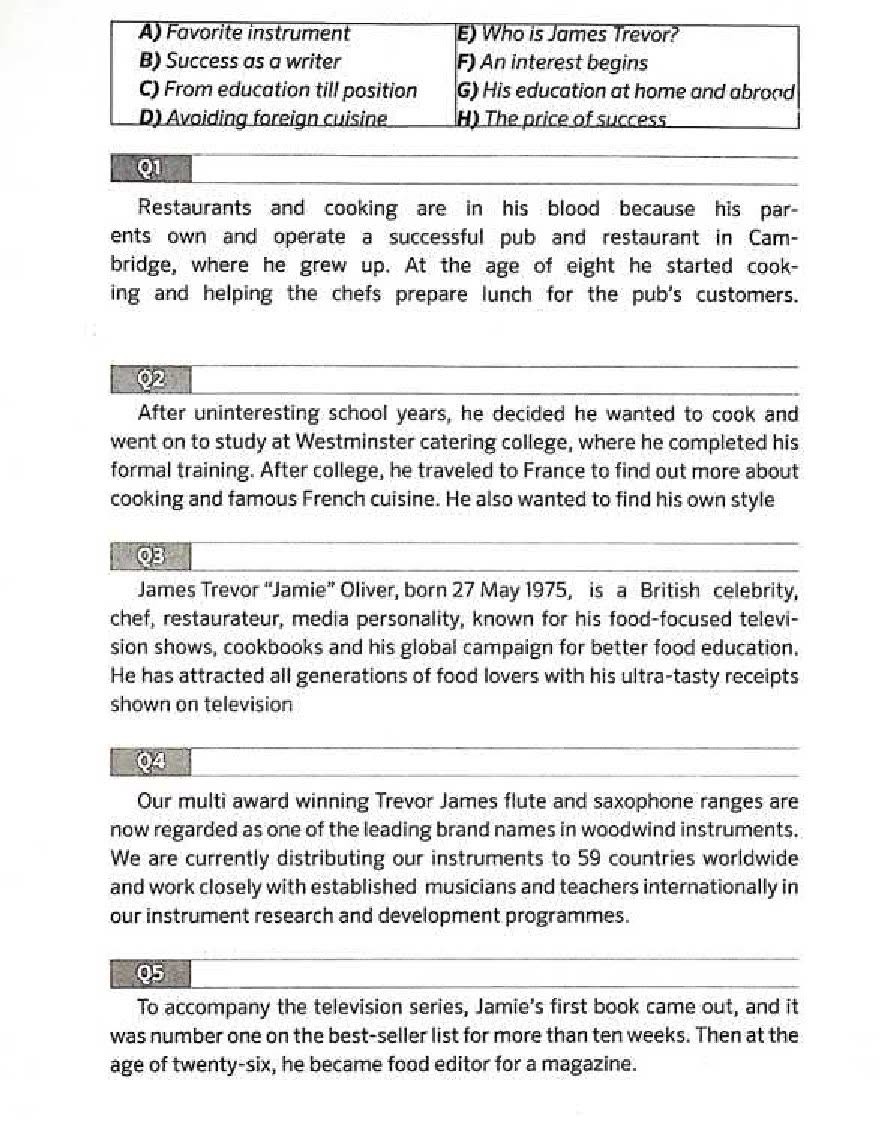 A) Favorite instrument
B) Success as a writer
C) From education till position
D) Avoiding foreign cuisine
E) Who is James Trevor?
F) An interest begins
G) His education at home and abroad
H) The price of success
Q1
Restaurants and cooking are in his blood because his par-
ents own and operate a successful pub and restaurant in Cam-
bridge, where he grew up. At the age of eight he started cook-
ing and helping the chefs prepare lunch for the pub's customers.
Q2
After uninteresting school years, he decided he wanted to cook and
went on to study at Westminster catering college, where he completed his
formal training. After college, he traveled to France to find out more about
cooking and famous French cuisine. He also wanted to find his own style
Q3
James Trevor "Jamie" Oliver, born 27 May 1975, is a British celebrity,
chef, restaurateur, media personality, known for his food-focused televi-
sion shows, cookbooks and his global campaign for better food education.
He has attracted all generations of food lovers with his ultra-tasty receipts
shown on television
Q4
Our multi award winning Trevor James flute and saxophone ranges are
now regarded as one of the leading brand names in woodwind instruments.
We are currently distributing our instruments to 59 countries worldwide
and work closely with established musicians and teachers internationally in
our instrument research and development programmes.
Q5
To accompany the television series, Jamie's first book came out, and it
was number one on the best-seller list for more than ten weeks. Then at the
age of twenty-six, he became food editor for a magazine.